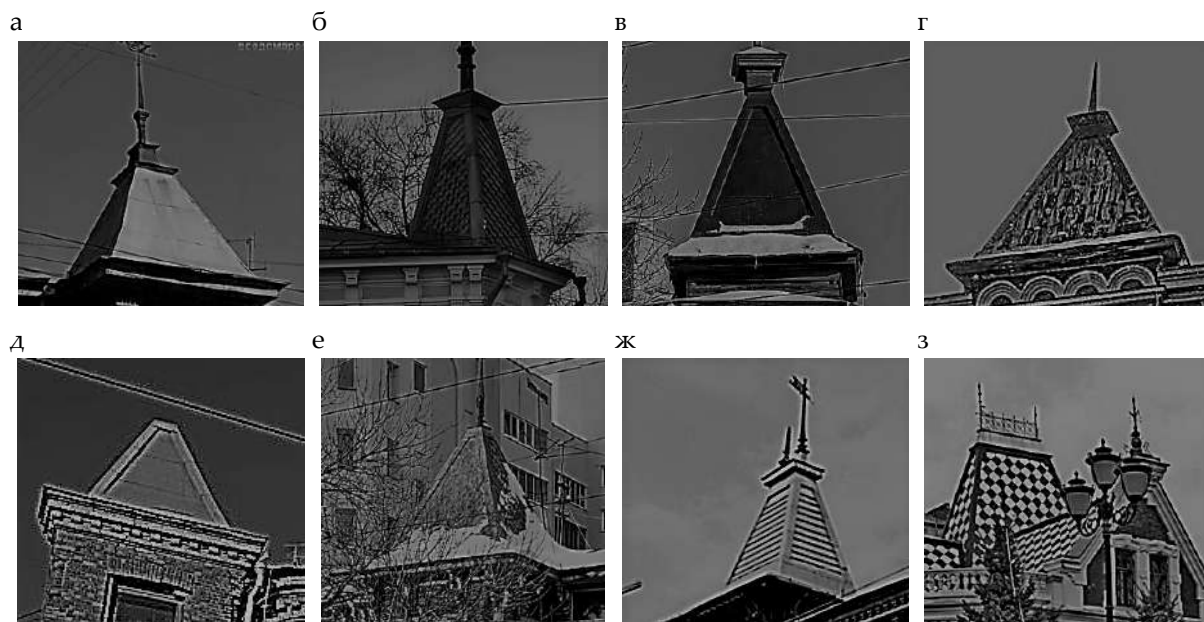 а б в г
д е ж з